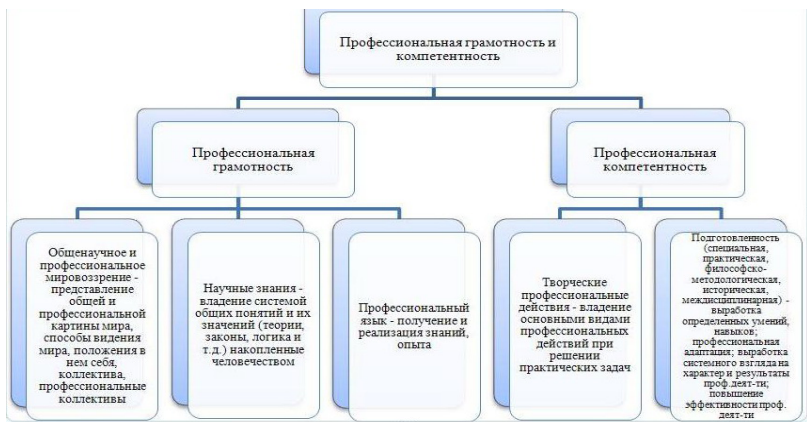 Профессиональная грамотность и
компетентность
Профессиональная
грамотность
Профессиональная
компетентность
Общенаучное и
профессиональное
мировоззрение -
представление
общей и
профессиональной
картины мира,
способы видения
мира, положения в
нем себя,
коллектива,
профессиональные
коллективы
Научные знания -
владение системой
общих понятий и их
значений (теории,
законы, логика и
т.д.) накопленные
человечеством
Профессиональный
язык - получение и
реализация знаний,
опыта
Творческие
профессиональные
действия - владение
основными видами
профессиональных
действий при
решении
практических задач
Подготовленность
(специальная,
практическая,
философско-
методологическая,
историческая,
междисциплинарная) -
выработка
определенных умений,
навыков;
профессиональная
адаптация; выработка
системного взгляда на
характер и результаты
проф.деят-ти;
повышение
эффективности проф.
деят-ти